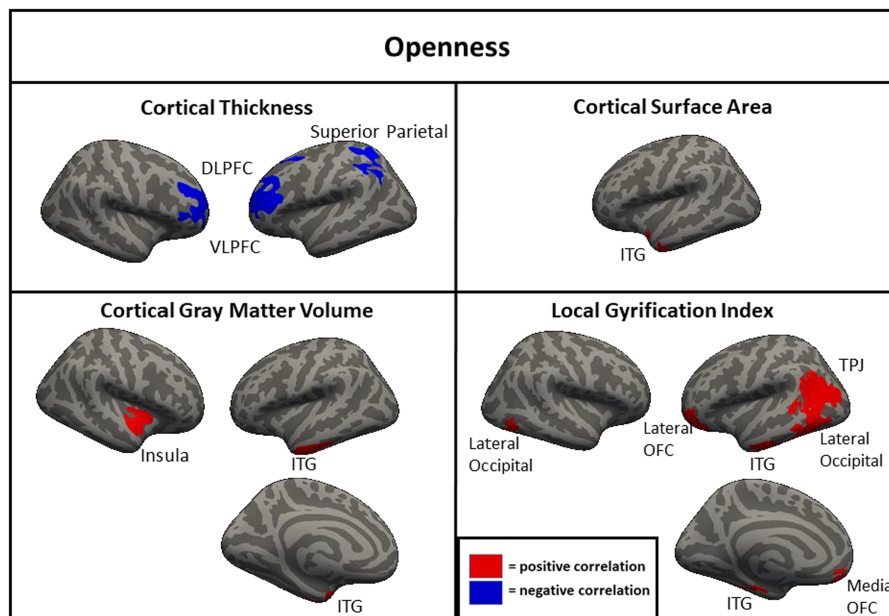 Openness
Cortical Thickness
Superior Parietal
DLPFC
VLPFC
Cortical Surface Area
ITG
Cortical Gray Matter Volume
Insula
ITG
ITG
Local Gyrification Index
TPJ
Lateral
Occipital
Lateral
OFC
ITG
Lateral
Occipital
= positive correlation
= negative correlation
ITG
Media
OFC